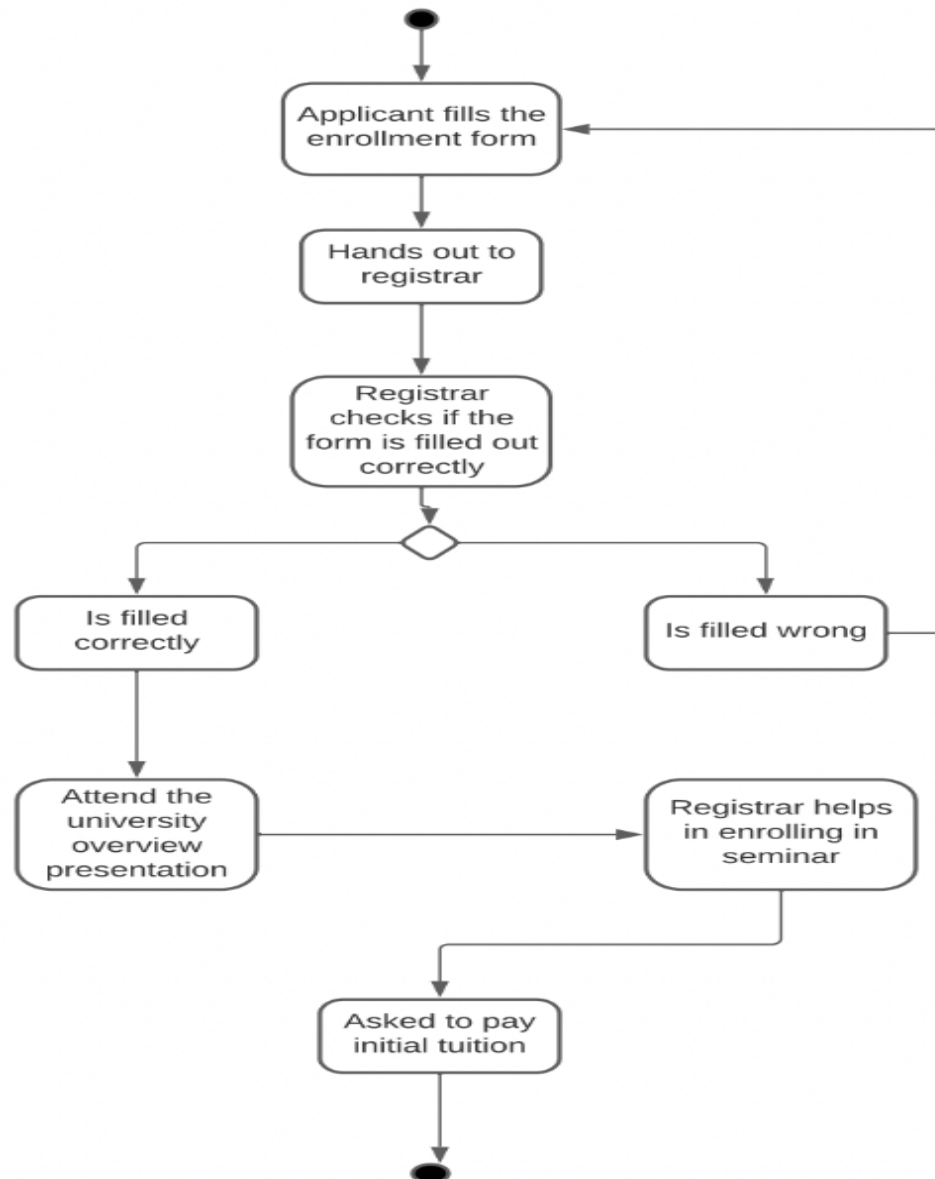 Applicant fills the
enrollment form
Hands out to
registrar
Registrar
checks if the
form is filled out
correctly
Is filled
correctly
Is filled wrong
Attend the
university
overview
presentation
Registrar helps
in enrolling in
seminar
Asked to pay
initial tuition